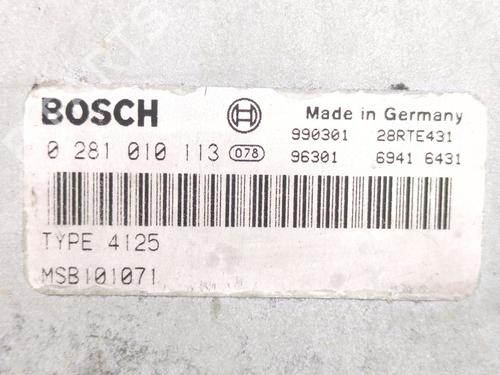 BOSCH
Made in Germany
990301 28RTE431
0 281 010 113 078
96301 6941 6431
TYPE 4125
MSB101071